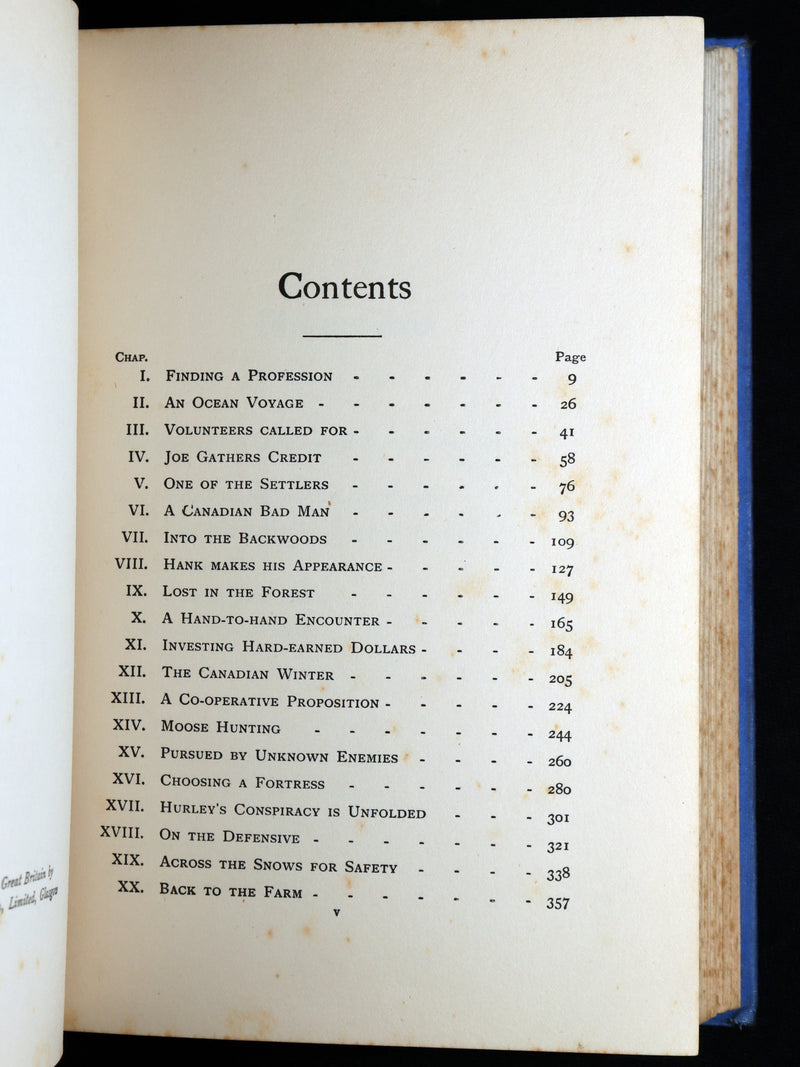 Contents
CHAP. Page
I. FINDING A PROFESSION - - - - - - 9
II. AN OCEAN VOYAGE - - - - - - - 26
III. VOLUNTEERS CALLED FOR - - - - - - 41
IV. JOE GATHERS CREDIT - - - - - - 58
V. ONE OF THE SETTLERS - - - - - - 76
VI. A CANADIAN BAD MAN - - - - - - 93
VII. INTO THE BACKWOODS - - - - - - 109
VIII. HANK MAKES HIS APPEARANCE - - - - - 127
IX. LOST IN THE FOREST - - - - - - 149
X. A HAND-TO-HAND ENCOUNTER - - - - - 165
XI. INVESTING HARD-EARNED DOLLARS - - - - 184
XII. THE CANADIAN WINTER - - - - - - 205
XIII. A CO-OPERATIVE PROPOSITION - - - - - 224
XIV. MOOSE HUNTING - - - - - - - 244
XV. PURSUED BY UNKNOWN ENEMIES - - - - 260
XVI. CHOOSING A FORTRESS - - - - - - 280
XVII. HURLEY'S CONSPIRACY IS UNFOLDED - - - 301
XVIII. ON THE DEFENSIVE - - - - - - - 321
XIX. ACROSS THE SNOWS FOR SAFETY - - - - 338
XX. BACK TO THE FARM - - - - - - - 357
v
Great Britain by
Limited, Glasgow